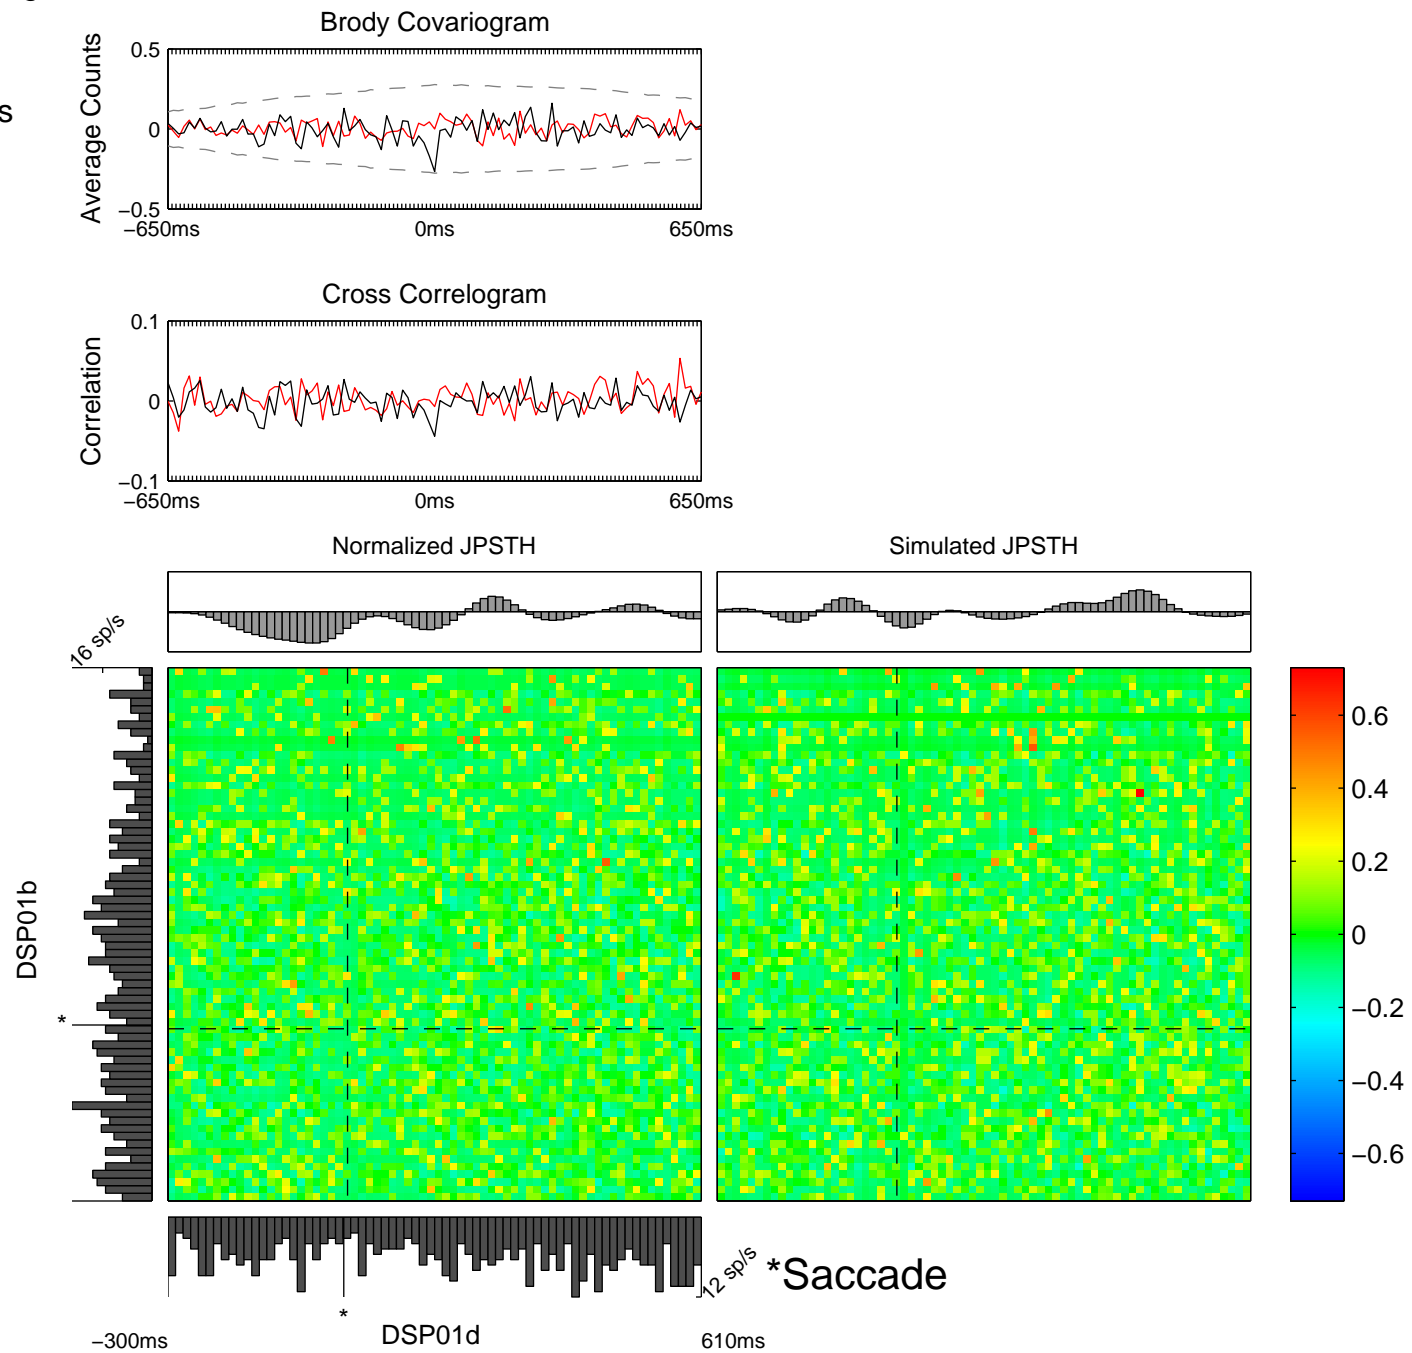 Brody Covariogram
Average Counts
0.5
0
−0.5
−650ms
0ms
650ms
s
Cross Correlogram
Correlation
0.1
0
−0.1
−650ms
0ms
650ms
Normalized JPSTH
Simulated JPSTH
16 sp/s
DSP01b
*
0.6
0.4
0.2
0
−0.2
−0.4
−0.6
12 sp/s
*Saccade
*
−300ms
DSP01d
610ms